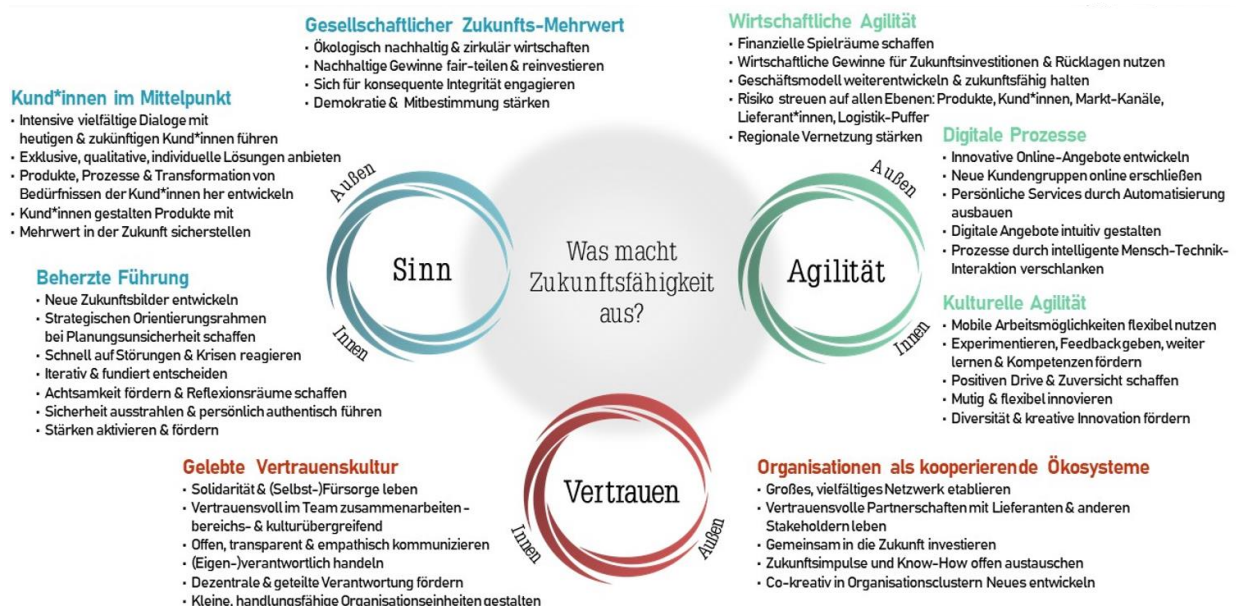 Gesellschaftlicher Zukunfts-Mehrwert
• Ökologisch nachhaltig & zirkulär wirtschaften
• Nachhaltige Gewinne fair-teilen & reinvestieren
• Sich für konsequente Integrität engagieren
• Demokratie & Mitbestimmung stärken
Kund*innen im Mittelpunkt
• Intensive vielfältige Dialoge mit
heutigen & zukünftigen Kund*innen führen
• Exklusive, qualitative, individuelle Lösungen anbieten
• Produkte, Prozesse & Transformation von
Bedürfnissen der Kund*innen her entwickeln
• Kund*innen gestalten Produkte mit
• Mehrwert in der Zukunft sicherstellen
Beherzte Führung
• Neue Zukunftsbilder entwickeln
• Strategischen Orientierungsrahmen
bei Planungsunsicherheit schaffen
• Schnell auf Störungen & Krisen reagieren
• Iterativ & fundiert entscheiden
• Achtsamkeit fördern & Reflexionsräume schaffen
• Sicherheit ausstrahlen & persönlich authentisch führen
• Stärken aktivieren & fördern
Außen
Sinn
Innen
Was macht
Zukunftsfähigkeit
aus?
Wirtschaftliche Agilität
• Finanzielle Spielräume schaffen
• Wirtschaftliche Gewinne für Zukunftsinvestitionen & Rücklagen nutzen
• Geschäftsmodell weiterentwickeln & zukunftsfähig halten
• Risiko streuen auf allen Ebenen: Produkte, Kund*innen, Markt-Kanäle,
Lieferant*innen, Logistik-Puffer
• Regionale Vernetzung stärken
Außen
Agilität
Innen
Digitale Prozesse
• Innovative Online-Angebote entwickeln
• Neue Kundengruppen online erschließen
• Persönliche Services durch Automatisierung
ausbauen
• Digitale Angebote intuitiv gestalten
• Prozesse durch intelligente Mensch-Technik-
Interaktion verschlanken
Kulturelle Agilität
• Mobile Arbeitsmöglichkeiten flexibel nutzen
• Experimentieren, Feedback geben, weiter
lernen & Kompetenzen fördern
• Positiven Drive & Zuversicht schaffen
• Mutig & flexibel innovieren
• Diversität & kreative Innovation fördern
Gelebte Vertrauenskultur
• Solidarität & (Selbst-)Fürsorge leben
• Vertrauensvoll im Team zusammenarbeiten -
bereichs- & kulturübergreifend
• Offen, transparent & empathisch kommunizieren
• (Eigen-)verantwortlich handeln
• Dezentrale & geteilte Verantwortung fördern
• Kleine, handlungsfähige Organisationseinheiten gestalten
Innen
Vertrauen
Außen
Organisationen als kooperierende Ökosysteme
• Großes, vielfältiges Netzwerk etablieren
• Vertrauensvolle Partnerschaften mit Lieferanten & anderen
Stakeholdern leben
• Gemeinsam in die Zukunft investieren
• Zukunftsimpulse und Know-How offen austauschen
• Co-kreativ in Organisationsclustern Neues entwickeln